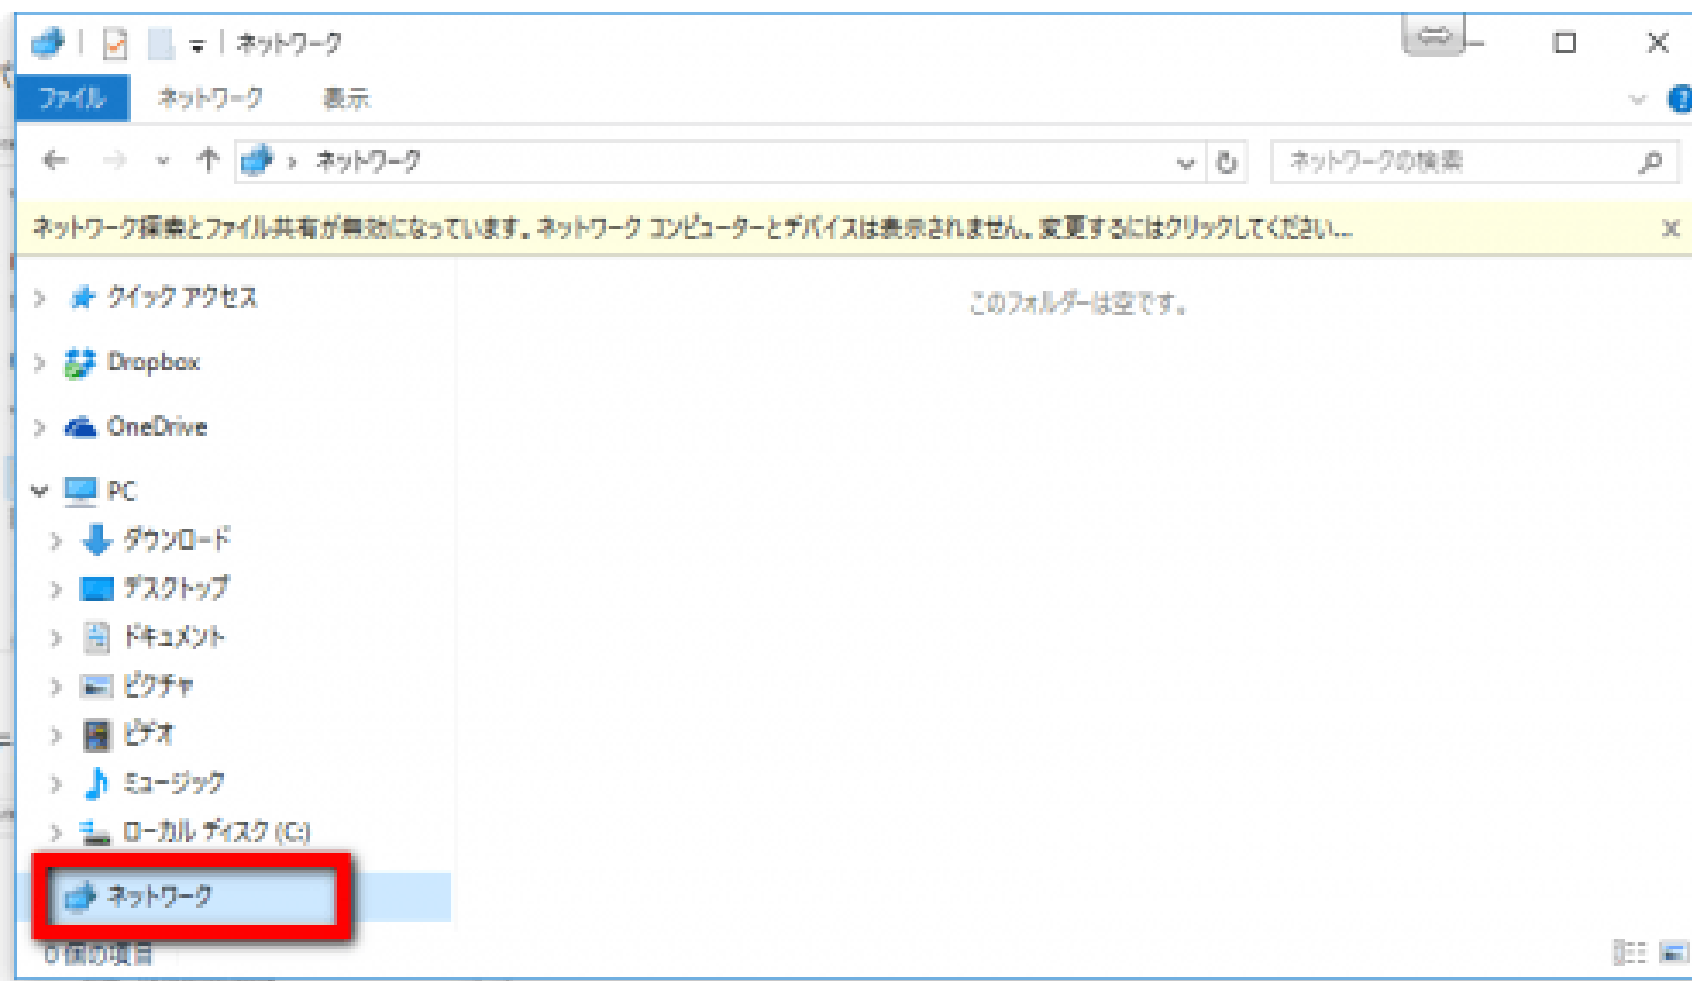 ネットワーク
ファイル ネットワーク 表示
ネットワーク ネットワークの検索
ネットワーク探索とファイル共有が無効になっています。ネットワーク コンピューターとデバイスは表示されません。変更するにはクリックしてください...
クイック アクセス
このフォルダーは空です。
Dropbox
OneDrive
PC
ダウンロード
デスクトップ
ドキュメント
ピクチャ
ビデオ
ミュージック
ローカル ディスク (C:)
ネットワーク
0 個の項目